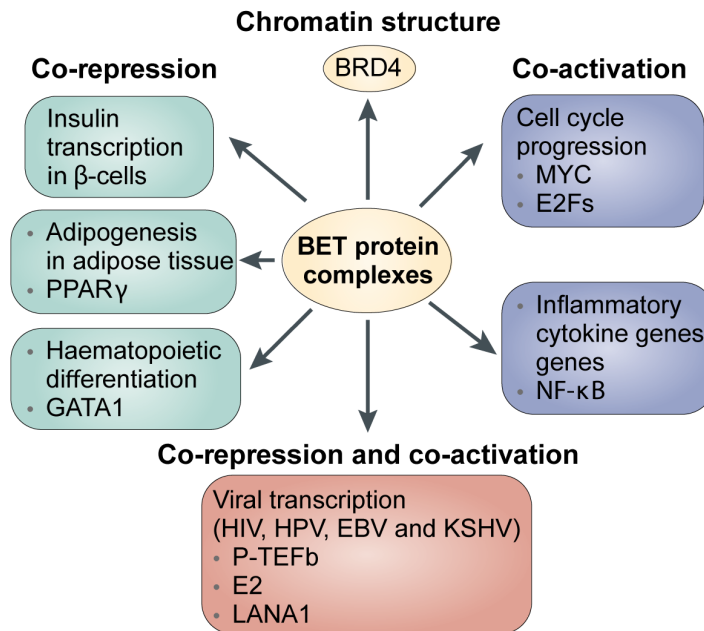 Chromatin structure
BRD4
Co-repression
Insulin
transcription
in β-cells
• Adipogenesis
in adipose tissue
• PPARγ
• Haematopoietic
differentiation
• GATA1
BET protein
complexes
Co-activation
Cell cycle
progression
• MYC
• E2Fs
• Inflammatory
cytokine genes
genes
• NF-κB
Co-repression and co-activation
Viral transcription
(HIV, HPV, EBV and KSHV)
• P-TEFb
• E2
• LANA1